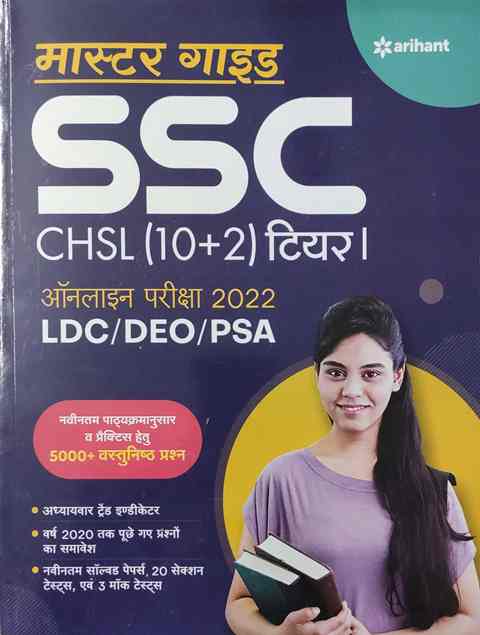 arihant
मास्टर गाइड
SSC
CHSL (10+2) टियर I
ऑनलाइन परीक्षा 2022
LDC/DEO/PSA
नवीनतम पाठ्यक्रमानुसार
व प्रैक्टिस हेतु
5000+ वस्तुनिष्ठ प्रश्न
• अध्यायवार ट्रेंड इण्डीकेटर
• वर्ष 2020 तक पूछे गए प्रश्नों
का समावेश
• नवीनतम सॉल्वड पेपर्स, 20 सेक्शन
टेस्ट्स, एवं 3 मॉक टेस्ट्स